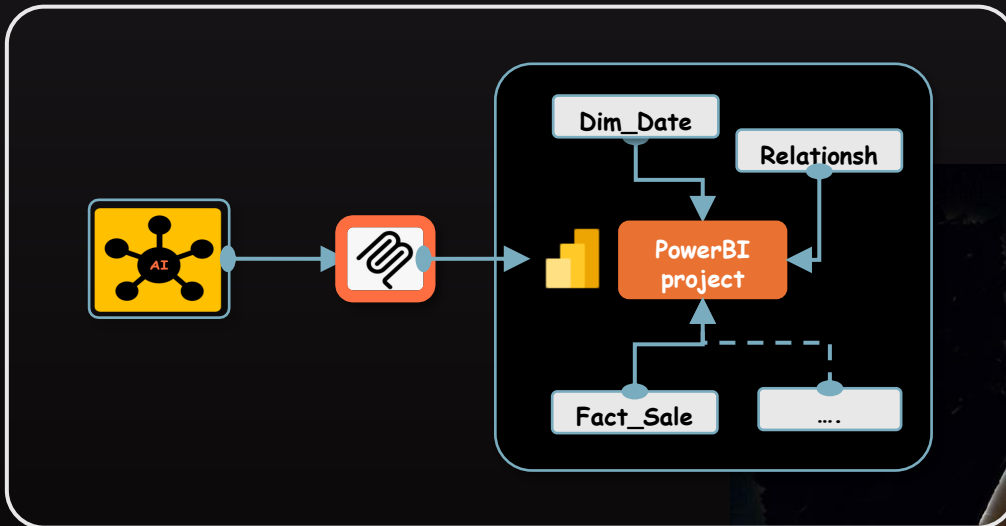 Dim_Date
Relationsh
AI
PowerBI
project
Fact_Sale
....